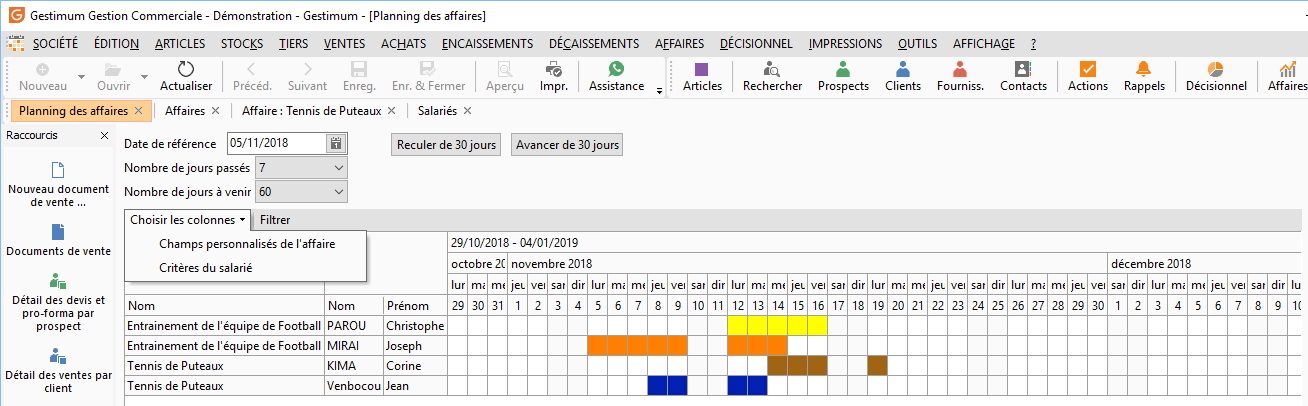 Gestimum Gestion Commerciale - Démonstration - Gestimum - [Planning des affaires]
SOCIÉTÉ ÉDITION ARTICLES STOCKS TIERS VENTES ACHATS ENCAISSEMENTS DÉCAISSEMENTS AFFAIRES DÉCISIONNEL IMPRESSIONS OUTILS AFFICHAGE ?
Nouveau Ouvrir Actualiser Précéd. Suivant Enreg. Enr. & Fermer Aperçu Impr. Assistance Articles Rechercher Prospects Clients Fourniss. Contacts Actions Rappels Décisionnel Affaires
Planning des affaires Affaires Affaire : Tennis de Puteaux Salariés
Raccourcis
Nouveau document
de vente ...
Documents de vente
Détail des devis et
pro-forma par
prospect
Détail des ventes par
client
Date de référence 05/11/2018 Reculer de 30 jours Avancer de 30 jours
Nombre de jours passés 7
Nombre de jours à venir 60
Choisir les colonnes Filtrer
Champs personnalisés de l'affaire
Critères du salarié
29/10/2018 - 04/01/2019
octobre 20 novembre 2018 décembre 2018
lur ma me jeu ver sar dir lur ma me jeu ver sar dir lur ma me jeu ver sar dir lur ma me jeu ver sar dir lur ma me jeu ver sar dir lur ma me jeu ver sar dir lur
Nom Nom Prénom 29 30 31 1 2 3 4 5 6 7 8 9 10 11 12 13 14 15 16 17 18 19 20 21 22 23 24 25 26 27 28 29 30 1 2 3 4 5 6 7 8 9 10
Entrainement de l'équipe de Football PAROU Christophe
Entrainement de l'équipe de Football MIRAI Joseph
Tennis de Puteaux KIMA Corine
Tennis de Puteaux Venbocou Jean